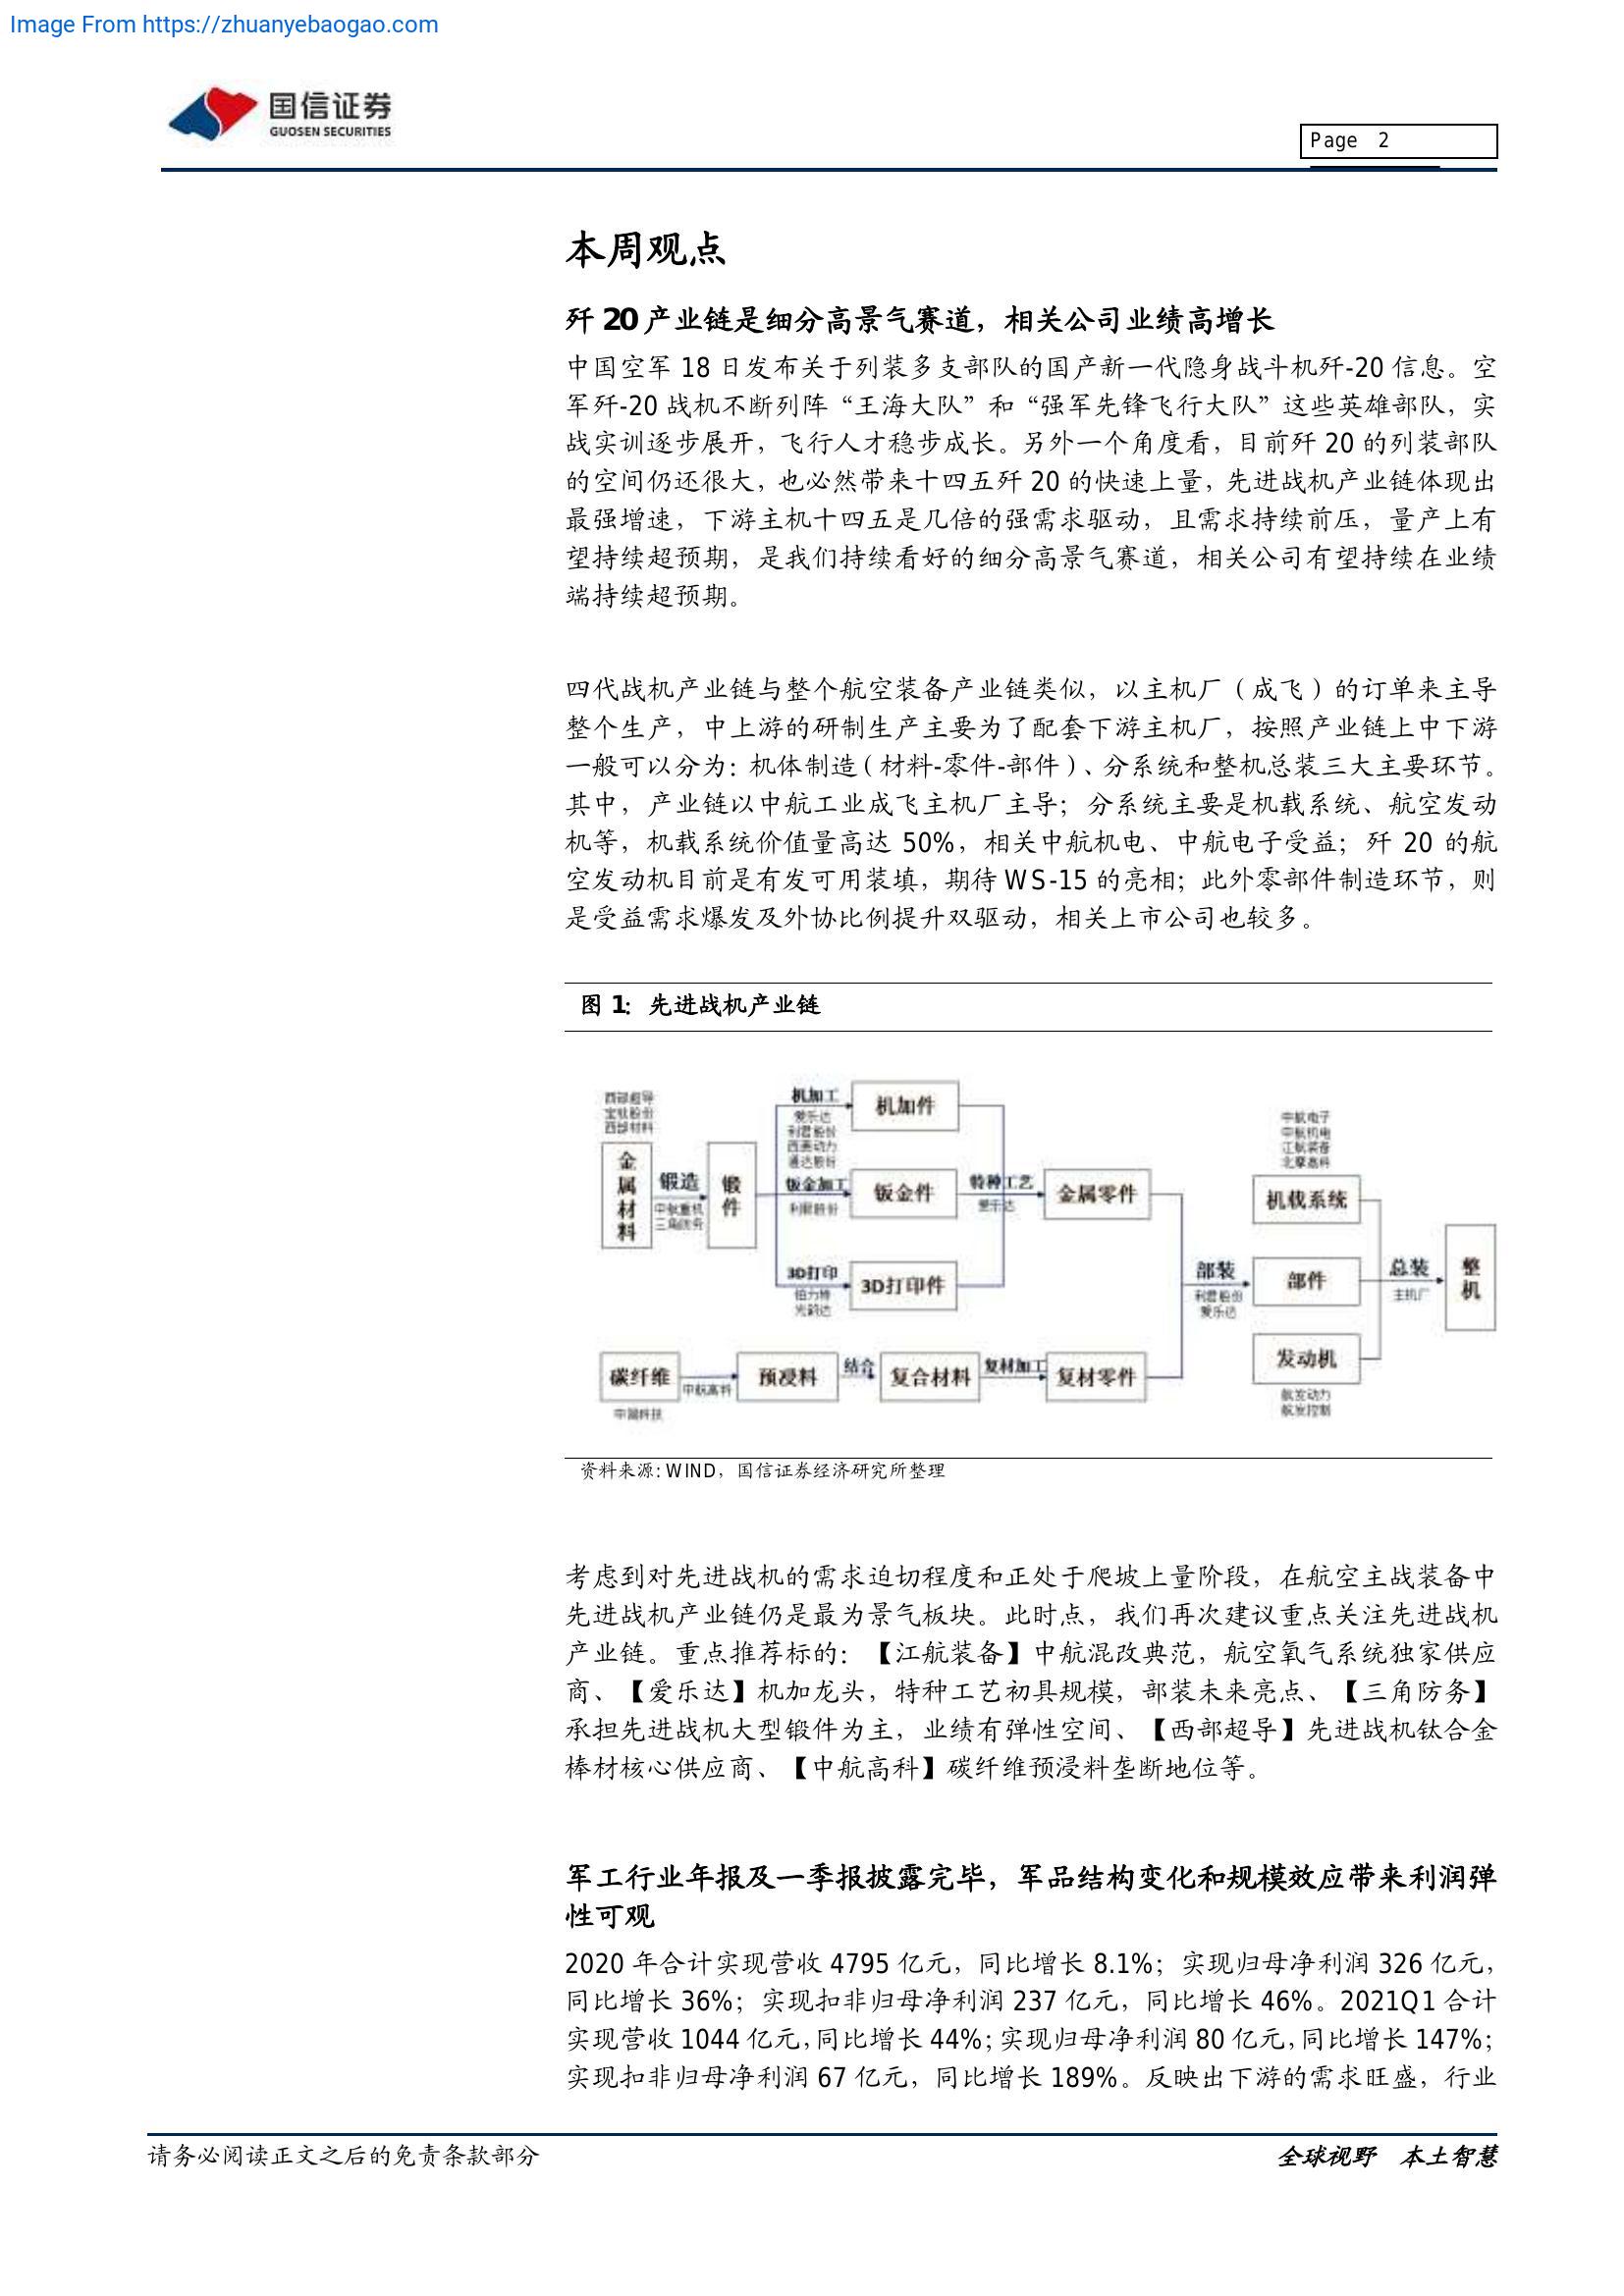 Image From https://zhuanyebaogao.com
国信证券
GUOSEN SECURITIES
Page 2
本周观点
歼 20 产业链是细分高景气赛道，相关公司业绩高增长
中国空军 18 日发布关于列装多支部队的国产新一代隐身战斗机歼-20 信息。空
军歼-20 战机不断列阵“王海大队”和“强军先锋飞行大队”这些英雄部队，实
战实训逐步展开，飞行人才稳步成长。另外一个角度看，目前歼 20 的列装部队
的空间仍还很大，也必然带来十四五歼 20 的快速上量，先进战机产业链体现出
最强增速，下游主机十四五是几倍的强需求驱动，且需求持续前压，量产上有
望持续超预期，是我们持续看好的细分高景气赛道，相关公司有望持续在业绩
端持续超预期。
四代战机产业链与整个航空装备产业链类似，以主机厂（成飞）的订单来主导
整个生产，中上游的研制生产主要为了配套下游主机厂，按照产业链上中下游
一般可以分为：机体制造（材料-零件-部件）、分系统和整机总装三大主要环节。
其中，产业链以中航工业成飞主机厂主导；分系统主要是机载系统、航空发动
机等，机载系统价值量高达 50%，相关中航机电、中航电子受益；歼 20 的航
空发动机目前是有发可用装填，期待 WS-15 的亮相；此外零部件制造环节，则
是受益需求爆发及外协比例提升双驱动，相关上市公司也较多。
图 1：先进战机产业链
西部超导
宝钛股份
西部材料
金属材料
锻造
中航重机
三角防务
锻件
机加工
爱乐达
利君股份
西菱动力
通达股份
机加件
钣金加工
利君股份
钣金件
3D打印
铂力特
光韵达
3D打印件
特种工艺
爱乐达
金属零件
碳纤维
中简科技
中航高科
预浸料
结合
复合材料
复材加工
复材零件
部装
利君股份
爱乐达
中航电子
中航机电
江航装备
北摩高科
机载系统
部件
发动机
航发动力
航发控制
总装
主机厂
整机
资料来源：WIND，国信证券经济研究所整理
考虑到对先进战机的需求迫切程度和正处于爬坡上量阶段，在航空主战装备中
先进战机产业链仍是最为景气板块。此时点，我们再次建议重点关注先进战机
产业链。重点推荐标的：【江航装备】中航混改典范，航空氧气系统独家供应
商、【爱乐达】机加龙头，特种工艺初具规模，部装未来亮点、【三角防务】
承担先进战机大型锻件为主，业绩有弹性空间、【西部超导】先进战机钛合金
棒材核心供应商、【中航高科】碳纤维预浸料垄断地位等。
军工行业年报及一季报披露完毕，军品结构变化和规模效应带来利润弹
性可观
2020 年合计实现营收 4795 亿元，同比增长 8.1%；实现归母净利润 326 亿元，
同比增长 36%；实现扣非归母净利润 237 亿元，同比增长 46%。2021Q1 合计
实现营收 1044 亿元，同比增长 44%；实现归母净利润 80 亿元，同比增长 147%；
实现扣非归母净利润 67 亿元，同比增长 189%。反映出下游的需求旺盛，行业
请务必阅读正文之后的免责条款部分
全球视野 本土智慧